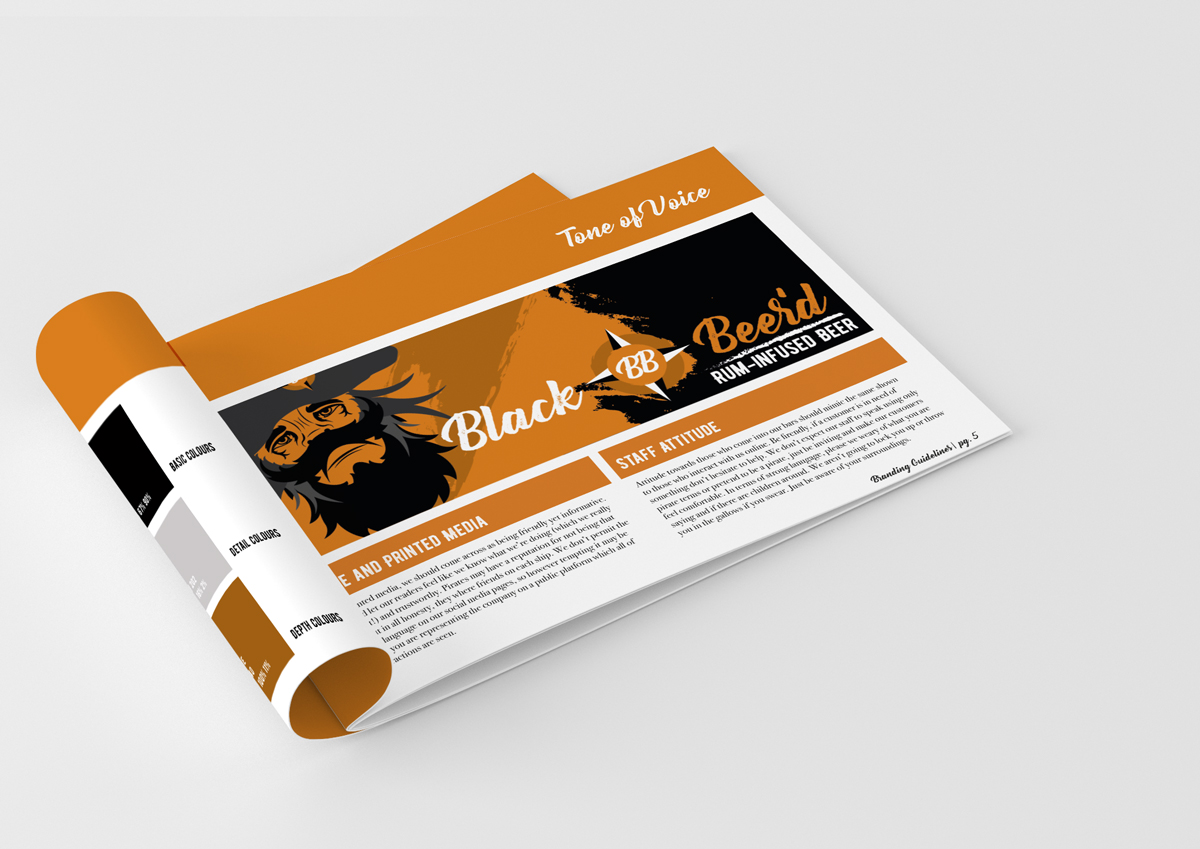 Tone of Voice
Black
BB
Beer'd
RUM-INFUSED BEER
E AND PRINTED MEDIA
nted media, we should come across as being friendly yet informative.
d let our readers feel like we know what we're doing (which we really
t!) and trustworthy. Pirates may have a reputation for not being that
t in all honesty, they where friends on each ship. We don't permit the
language on our social media pages, so however tempting it may be
you are representing the company on a public platform which all of
actions are seen.
STAFF ATTITUDE
Attitude towards those who come into our bars should mimic the same shown
to those who interact with us online. Be friendly, if a customer is in need of
something don't hesitate to help. We don't expect our staff to speak using only
pirate terms or pretend to be a pirate, just be inviting and make our customers
feel comfortable. In terms of strong language, please we weary of what you are
saying and if there are children around. We aren't going to lock you up or throw
you in the gallows if you swear. Just be aware of your surroundings.
Branding Guidelines | pg. 5
BASIC COLOURS
DETAIL COLOURS
DEPTH COLOURS